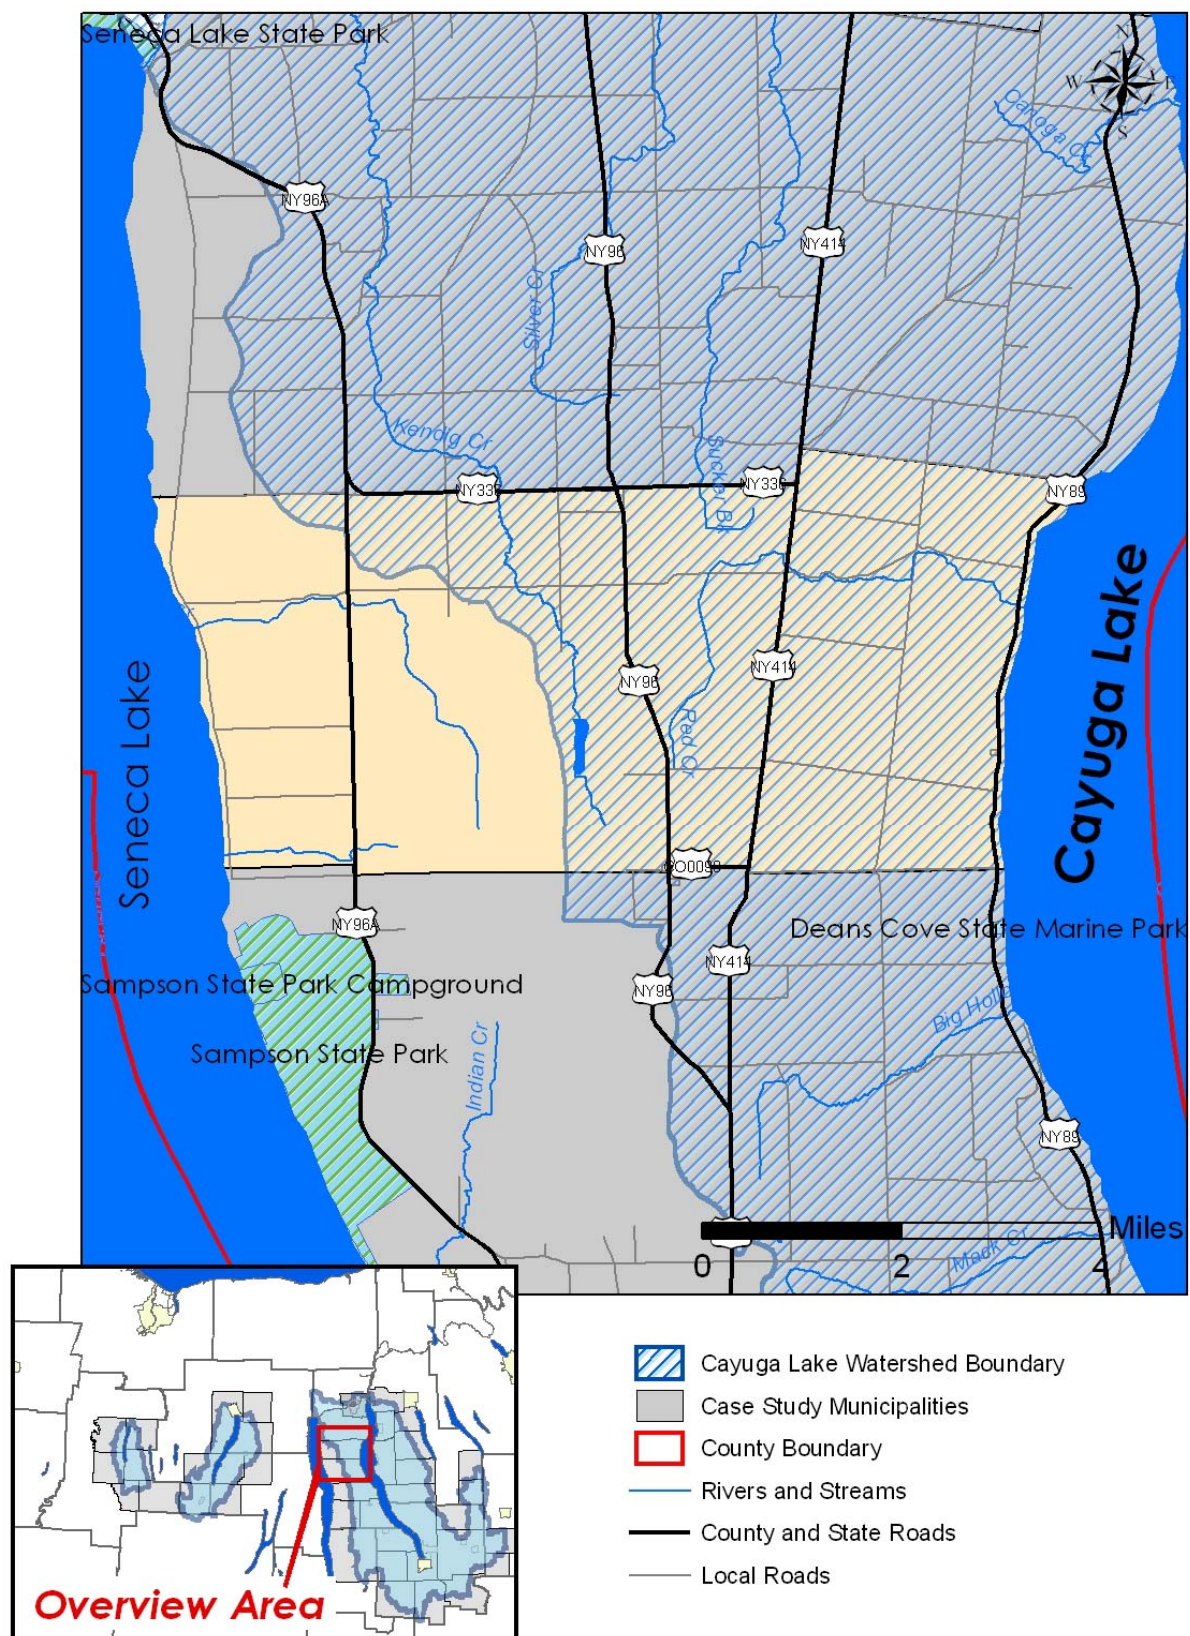 Seneca Lake State Park
N
W
E
S
Canoga Cr
NY96A
NY96
NY414
Silver Cr
Kendig Cr
Sucker Bk
NY336
NY336
NY89
Cayuga Lake
Seneca Lake
NY96
NY414
Red Cr
NY96A
Deans Cove State Marine Park
NY414
Sampson State Park Campground
NY96
Big Hollo
Sampson State Park
Indian Cr
NY89
Miles
0
2
4
Mack Cr
Cayuga Lake Watershed Boundary
Case Study Municipalities
County Boundary
Rivers and Streams
County and State Roads
Local Roads
Overview Area